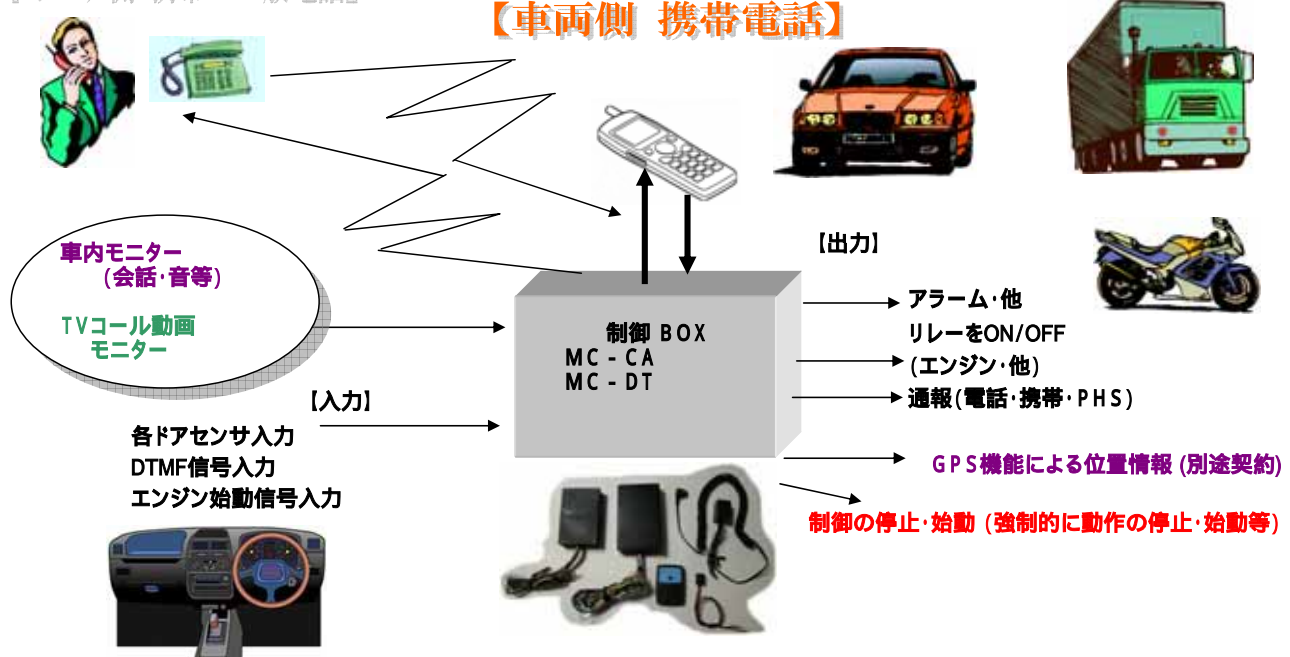 【車両側 携帯電話】
車内モニター
(会話・音等)
TVコール動画
モニター
【入力】
各ドアセンサ入力
DTMF信号入力
エンジン始動信号入力
制御 BOX
MC-CA
MC-DT
【出力】
アラーム・他
リレーをON/OFF
(エンジン・他)
通報(電話・携帯・PHS)
GPS機能による位置情報 (別途契約)
制御の停止・始動 (強制的に動作の停止・始動等)